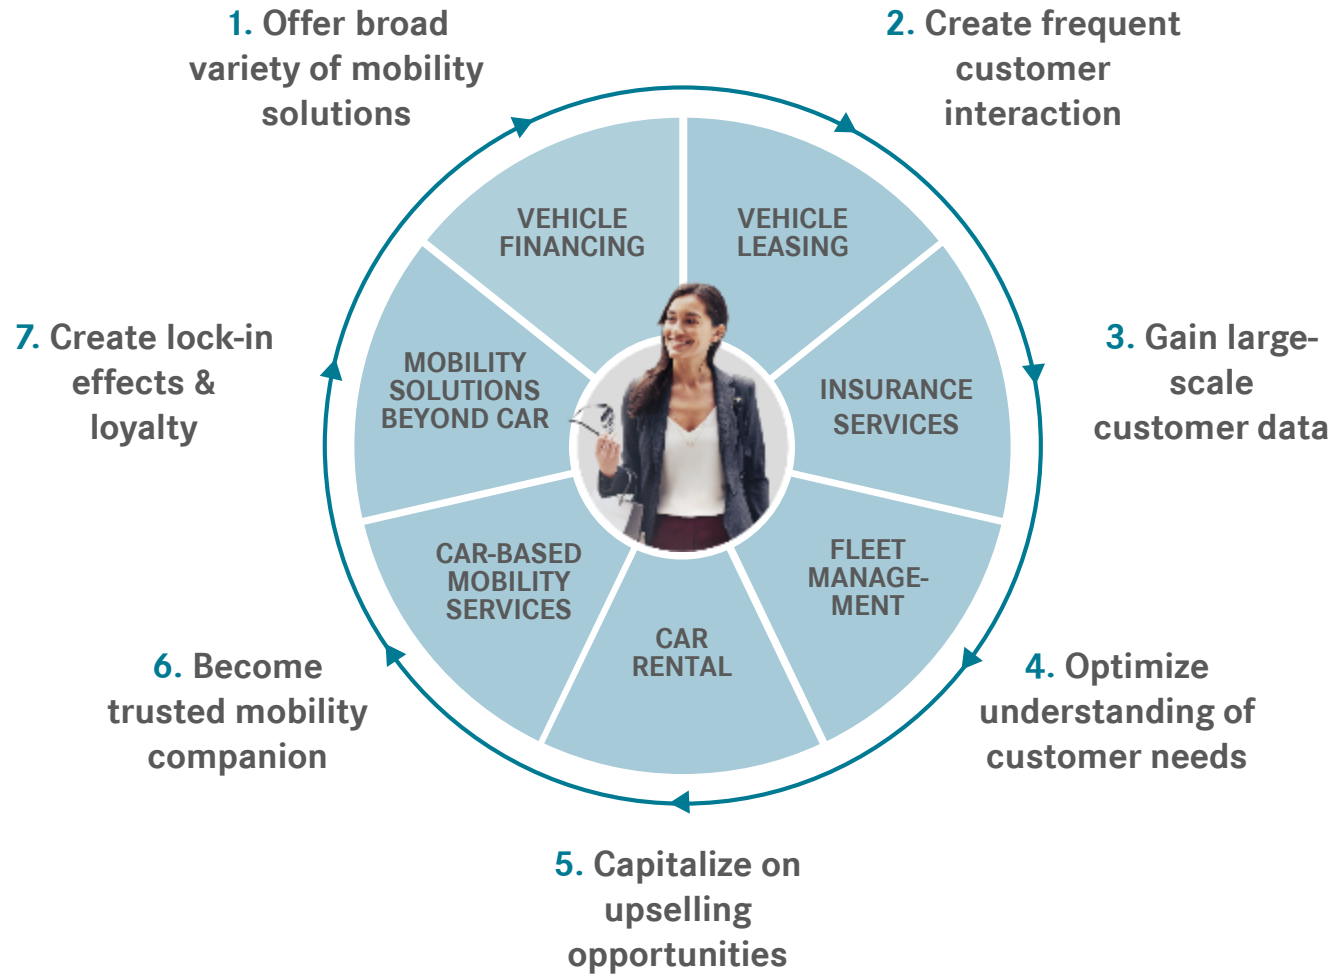 1. Offer broad
variety of mobility
solutions
2. Create frequent
customer
interaction
3. Gain large-
scale
customer data
4. Optimize
understanding of
customer needs
5. Capitalize on
upselling
opportunities
6. Become
trusted mobility
companion
7. Create lock-in
effects &
loyalty
VEHICLE
FINANCING
VEHICLE
LEASING
INSURANCE
SERVICES
FLEET
MANAGE-
MENT
CAR
RENTAL
CAR-BASED
MOBILITY
SERVICES
MOBILITY
SOLUTIONS
BEYOND CAR